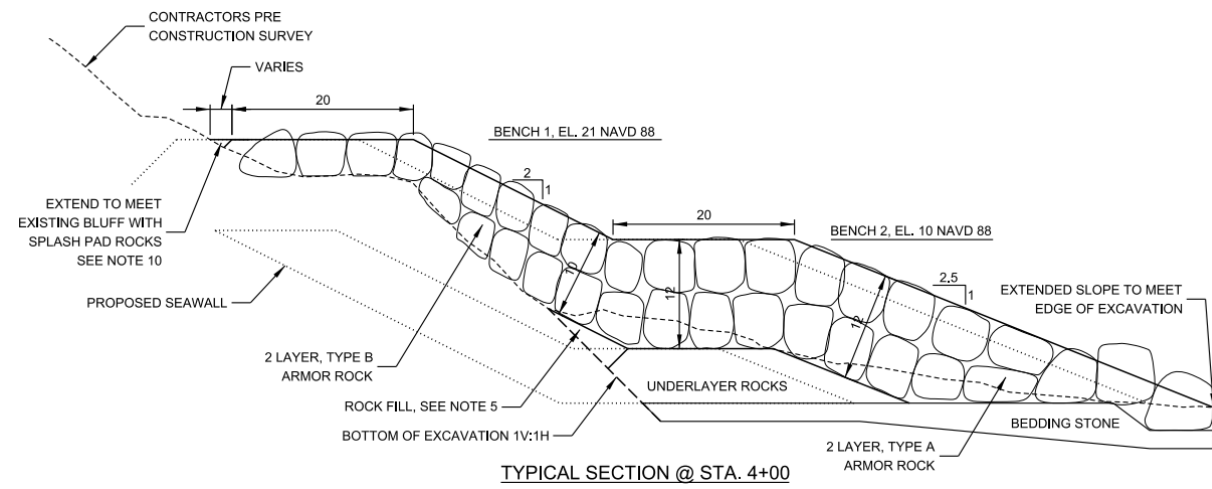 CONTRACTORS PRE
CONSTRUCTION SURVEY
VARIES
20
BENCH 1, EL. 21 NAVD 88
2
1
EXTEND TO MEET
EXISTING BLUFF WITH
SPLASH PAD ROCKS
SEE NOTE 10
20
BENCH 2, EL. 10 NAVD 88
10
12
12
2.5
1
EXTENDED SLOPE TO MEET
EDGE OF EXCAVATION
PROPOSED SEAWALL
2 LAYER, TYPE B
ARMOR ROCK
UNDERLAYER ROCKS
ROCK FILL, SEE NOTE 5
BEDDING STONE
BOTTOM OF EXCAVATION 1V:1H
2 LAYER, TYPE A
ARMOR ROCK
TYPICAL SECTION @ STA. 4+00